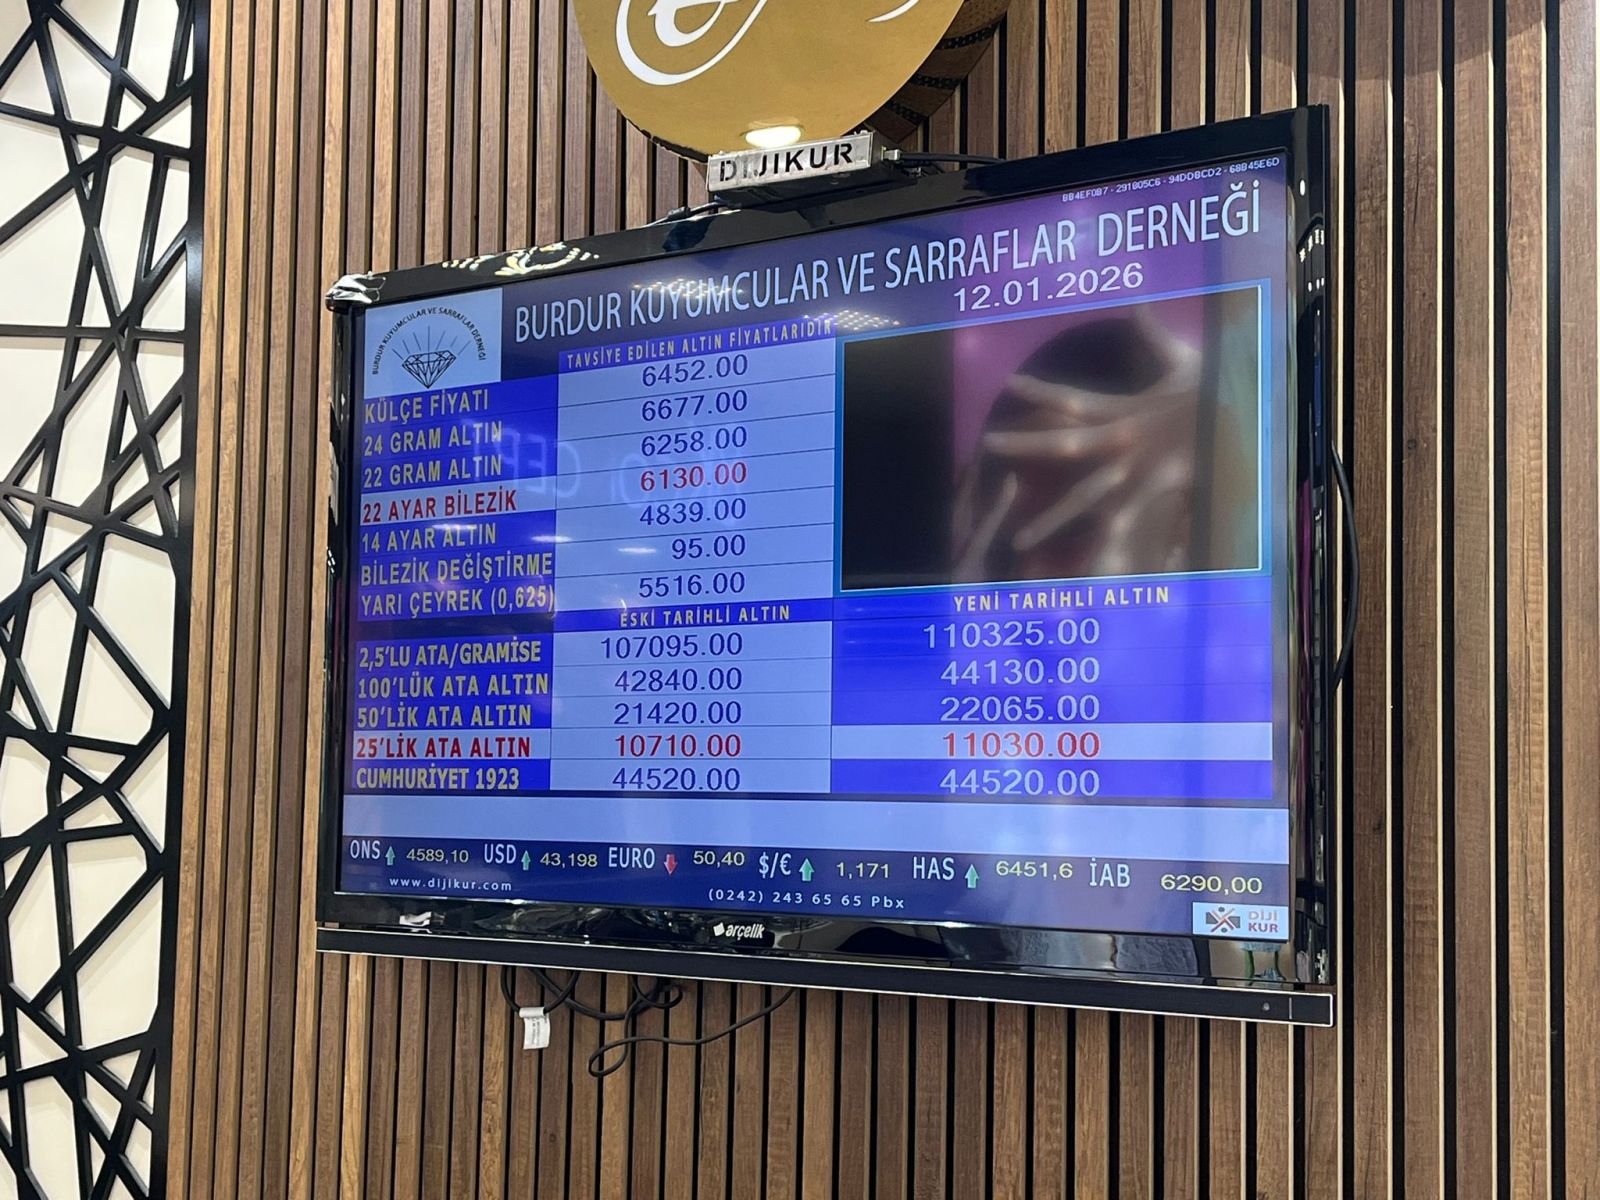 DIJIKUR
BB4EF0B7 - 291B05C6 - 94DDBCD2 - 68B45E6D
BURDUR KUYUMCULAR VE SARRAFLAR DERNEĞİ
12.01.2026
BURDUR KUYUMCULAR VE SARRAFLAR DERNEĞİ
TAVSİYE EDİLEN ALTIN FİYATLARIDIR
KÜLÇE FİYATI 6452.00
24 GRAM ALTIN 6677.00
22 GRAM ALTIN 6258.00
22 AYAR BİLEZİK 6130.00
14 AYAR ALTIN 4839.00
BİLEZİK DEĞİŞTİRME 95.00
YARI ÇEYREK (0,625) 5516.00
ESKİ TARİHLİ ALTIN YENİ TARİHLİ ALTIN
2,5'LU ATA/GRAMİSE 107095.00 110325.00
100'LÜK ATA ALTIN 42840.00 44130.00
50'LİK ATA ALTIN 21420.00 22065.00
25'LİK ATA ALTIN 10710.00 11030.00
CUMHURİYET 1923 44520.00 44520.00
ONS 4589,10 USD 43,198 EURO 50,40 $/€ 1,171 HAS 6451,6 İAB 6290,00
www.dijikur.com (0242) 243 65 65 Pbx
DİJİ
KUR
arçelik